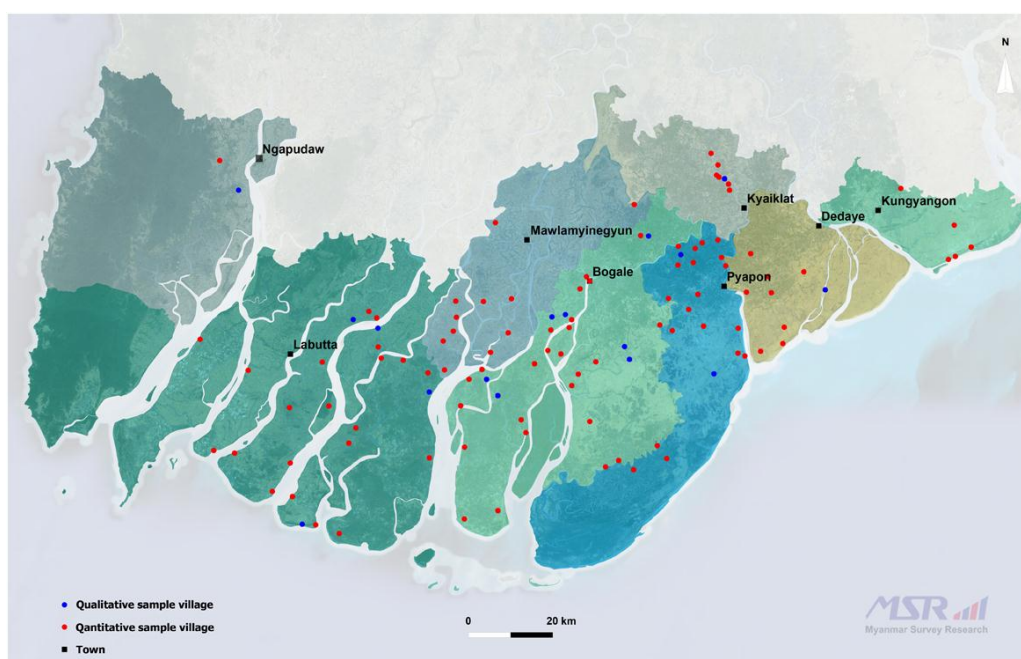 N
Ngapudaw
Kyaiklat
Kungyangon
Dedaye
Mawlamyinegyun
Bogale
Pyapon
Labutta
Qualitative sample village
Qantitative sample village
Town
0 20 km
MSR
Myanmar Survey Research